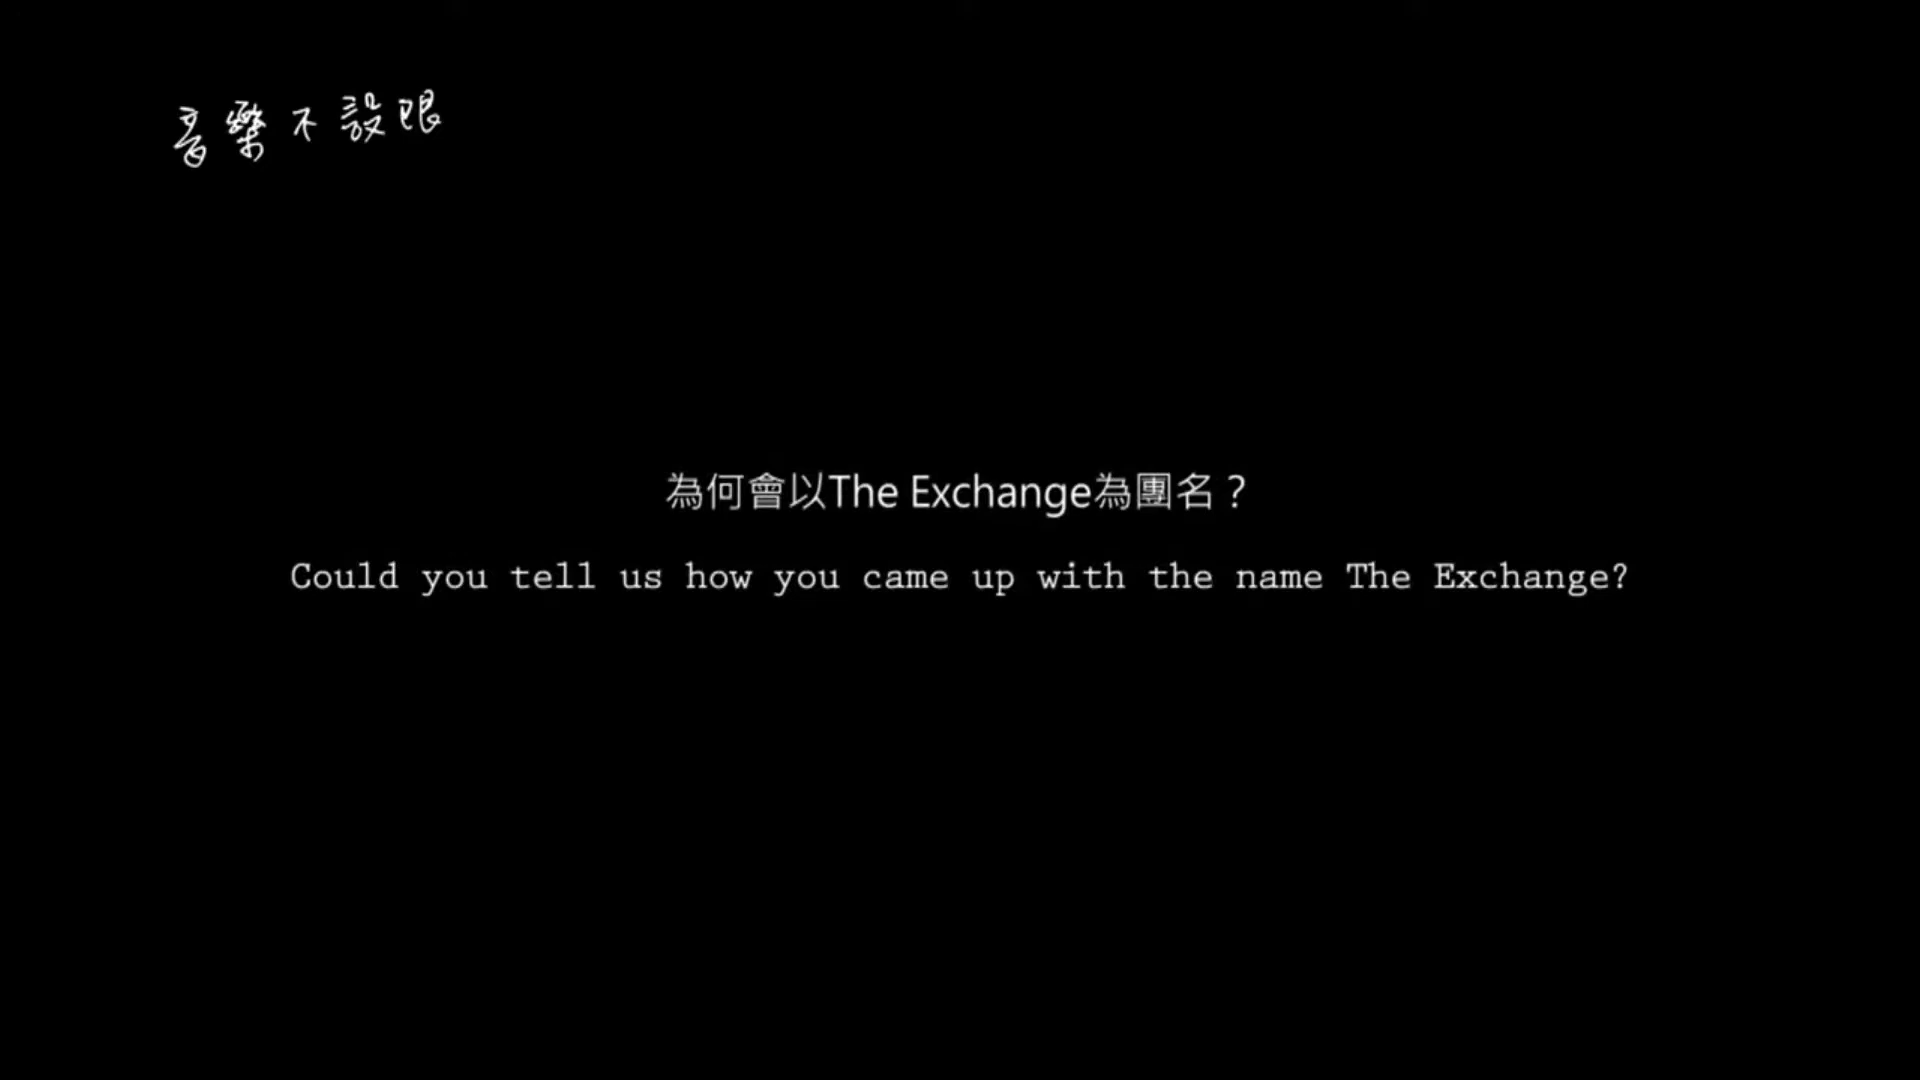 音樂不設限
為何會以The Exchange為團名？
Could you tell us how you came up with the name The Exchange?